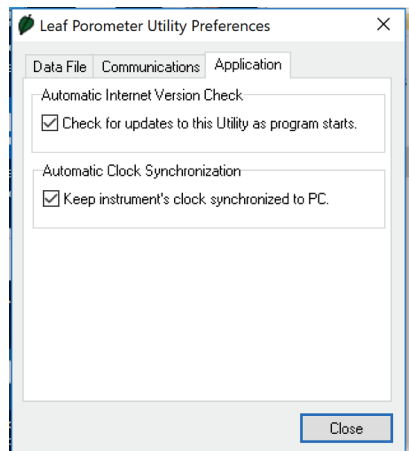 Leaf Porometer Utility Preferences
Data File Communications Application
Automatic Internet Version Check
Check for updates to this Utility as program starts.
Automatic Clock Synchronization
Keep instrument's clock synchronized to PC.
Close